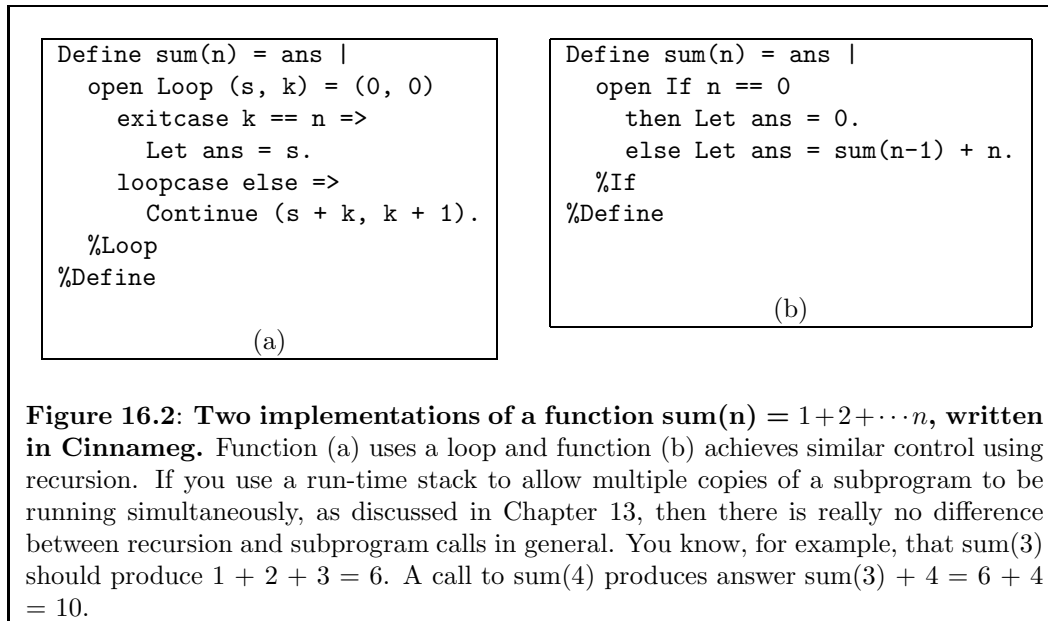 Define sum(n) = ans |
open Loop (s, k) = (0, 0)
exitcase k == n =>
Let ans = s.
loopcase else =>
Continue (s + k, k + 1).
%Loop
%Define
(a)
Define sum(n) = ans |
open If n == 0
then Let ans = 0.
else Let ans = sum(n-1) + n.
%If
%Define
(b)
Figure 16.2: Two implementations of a function sum(n) = 1+2+⋯n, written
in Cinnameg. Function (a) uses a loop and function (b) achieves similar control using
recursion. If you use a run-time stack to allow multiple copies of a subprogram to be
running simultaneously, as discussed in Chapter 13, then there is really no difference
between recursion and subprogram calls in general. You know, for example, that sum(3)
should produce 1 + 2 + 3 = 6. A call to sum(4) produces answer sum(3) + 4 = 6 + 4
= 10.